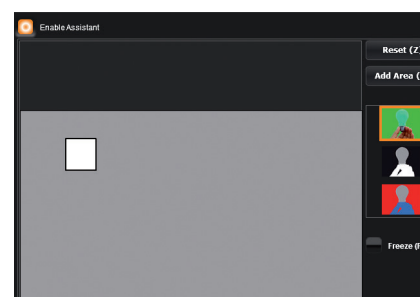 Enable Assistant
Reset (Z
Add Area (
Freeze (F